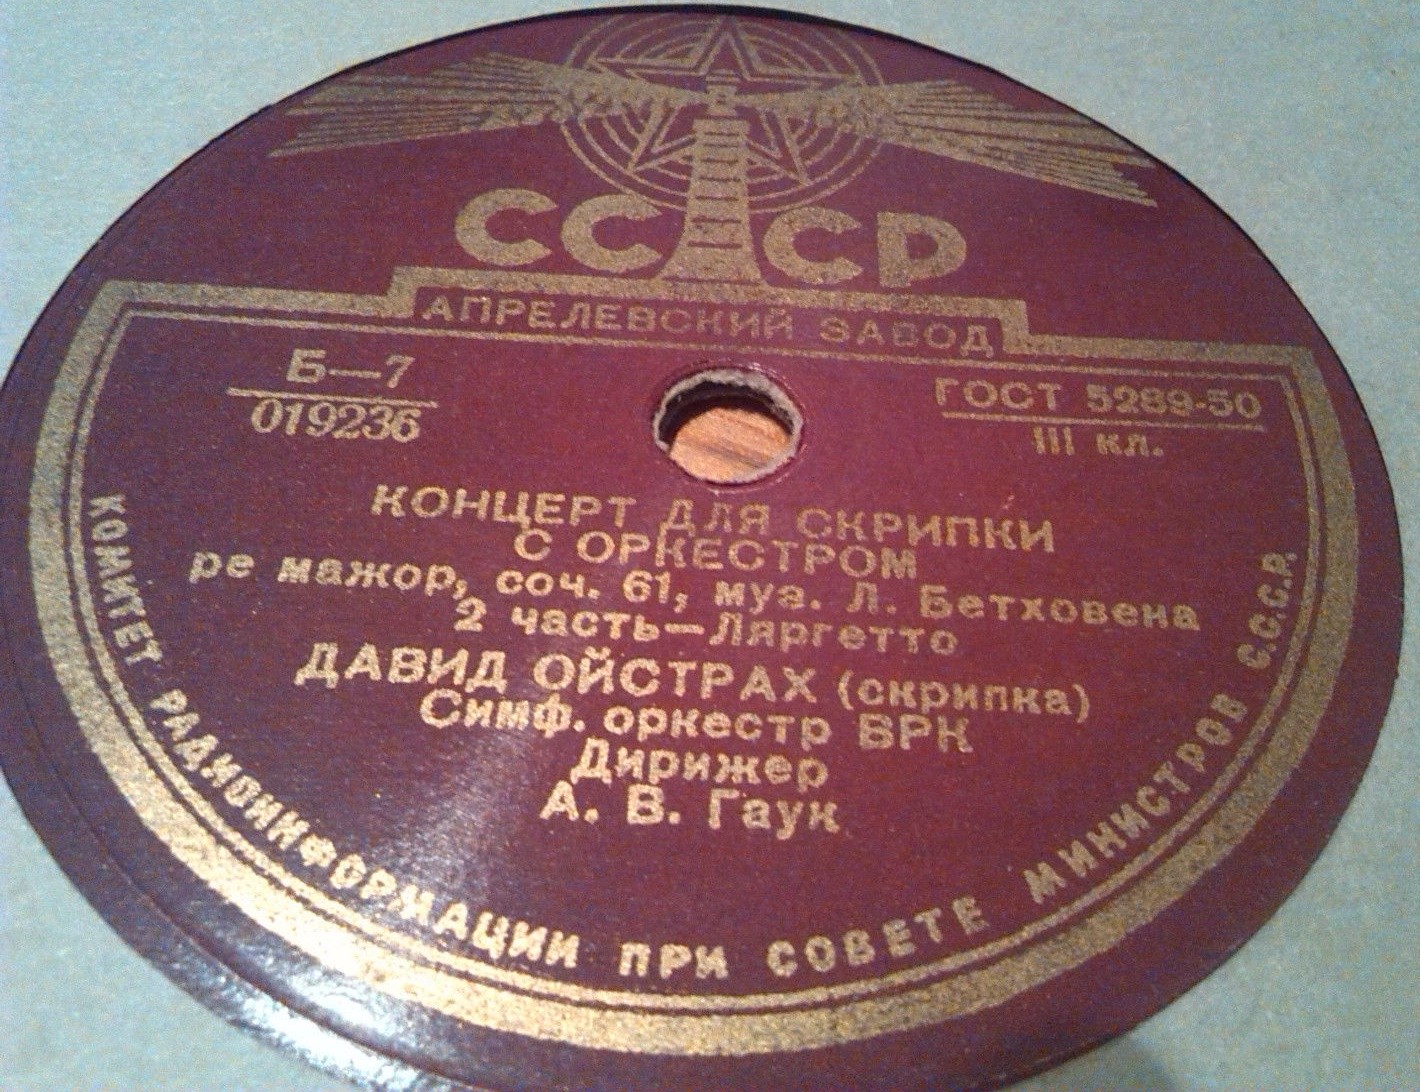 СССР
АПРЕЛЕВСКИЙ ЗАВОД
Б—7
019236
ГОСТ 5289-50
III кл.
КОНЦЕРТ ДЛЯ СКРИПКИ
С ОРКЕСТРОМ
ре мажор, соч. 61, муз. Л. Бетховена
2 часть—Ляргетто
ДАВИД ОЙСТРАХ (скрипка)
Симф. оркестр ВРК
Дирижер
А. В. Гаук
КОМИТЕТ РАДИОИНФОРМАЦИИ ПРИ СОВЕТЕ МИНИСТРОВ С.С.С.Р.